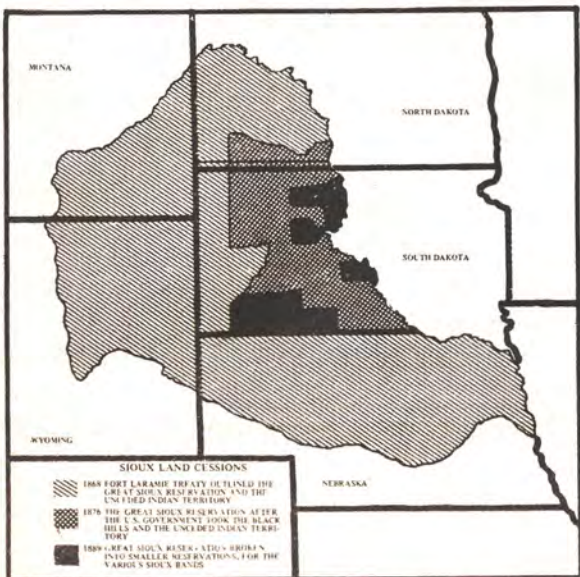 MONTANA
NORTH DAKOTA
SOUTH DAKOTA
WYOMING
NEBRASKA
SIOUX LAND CESSIONS
1868 FORT LARAMIE TREATY OUTLINED THE
GREAT SIOUX RESERVATION AND THE
UNCEDED INDIAN TERRITORY
1876 THE GREAT SIOUX RESERVATION AFTER
THE U.S. GOVERNMENT TOOK THE BLACK
HILLS AND THE UNCEDED INDIAN TERRI-
TORY
1889 GREAT SIOUX RESERVATION BROKEN
INTO SMALLER RESERVATIONS, FOR THE
VARIOUS SIOUX BANDS